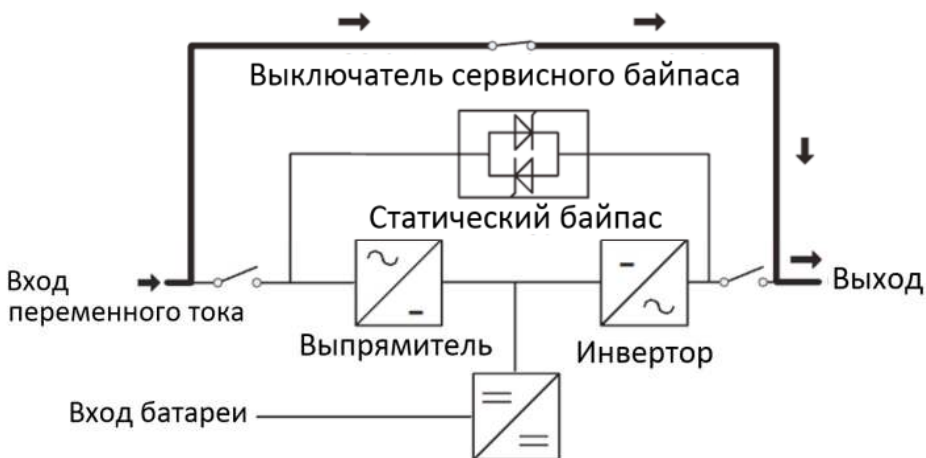 Выключатель сервисного байпаса
Статический байпас
Вход
переменного тока
Выход
Выпрямитель
Инвертор
Вход батареи